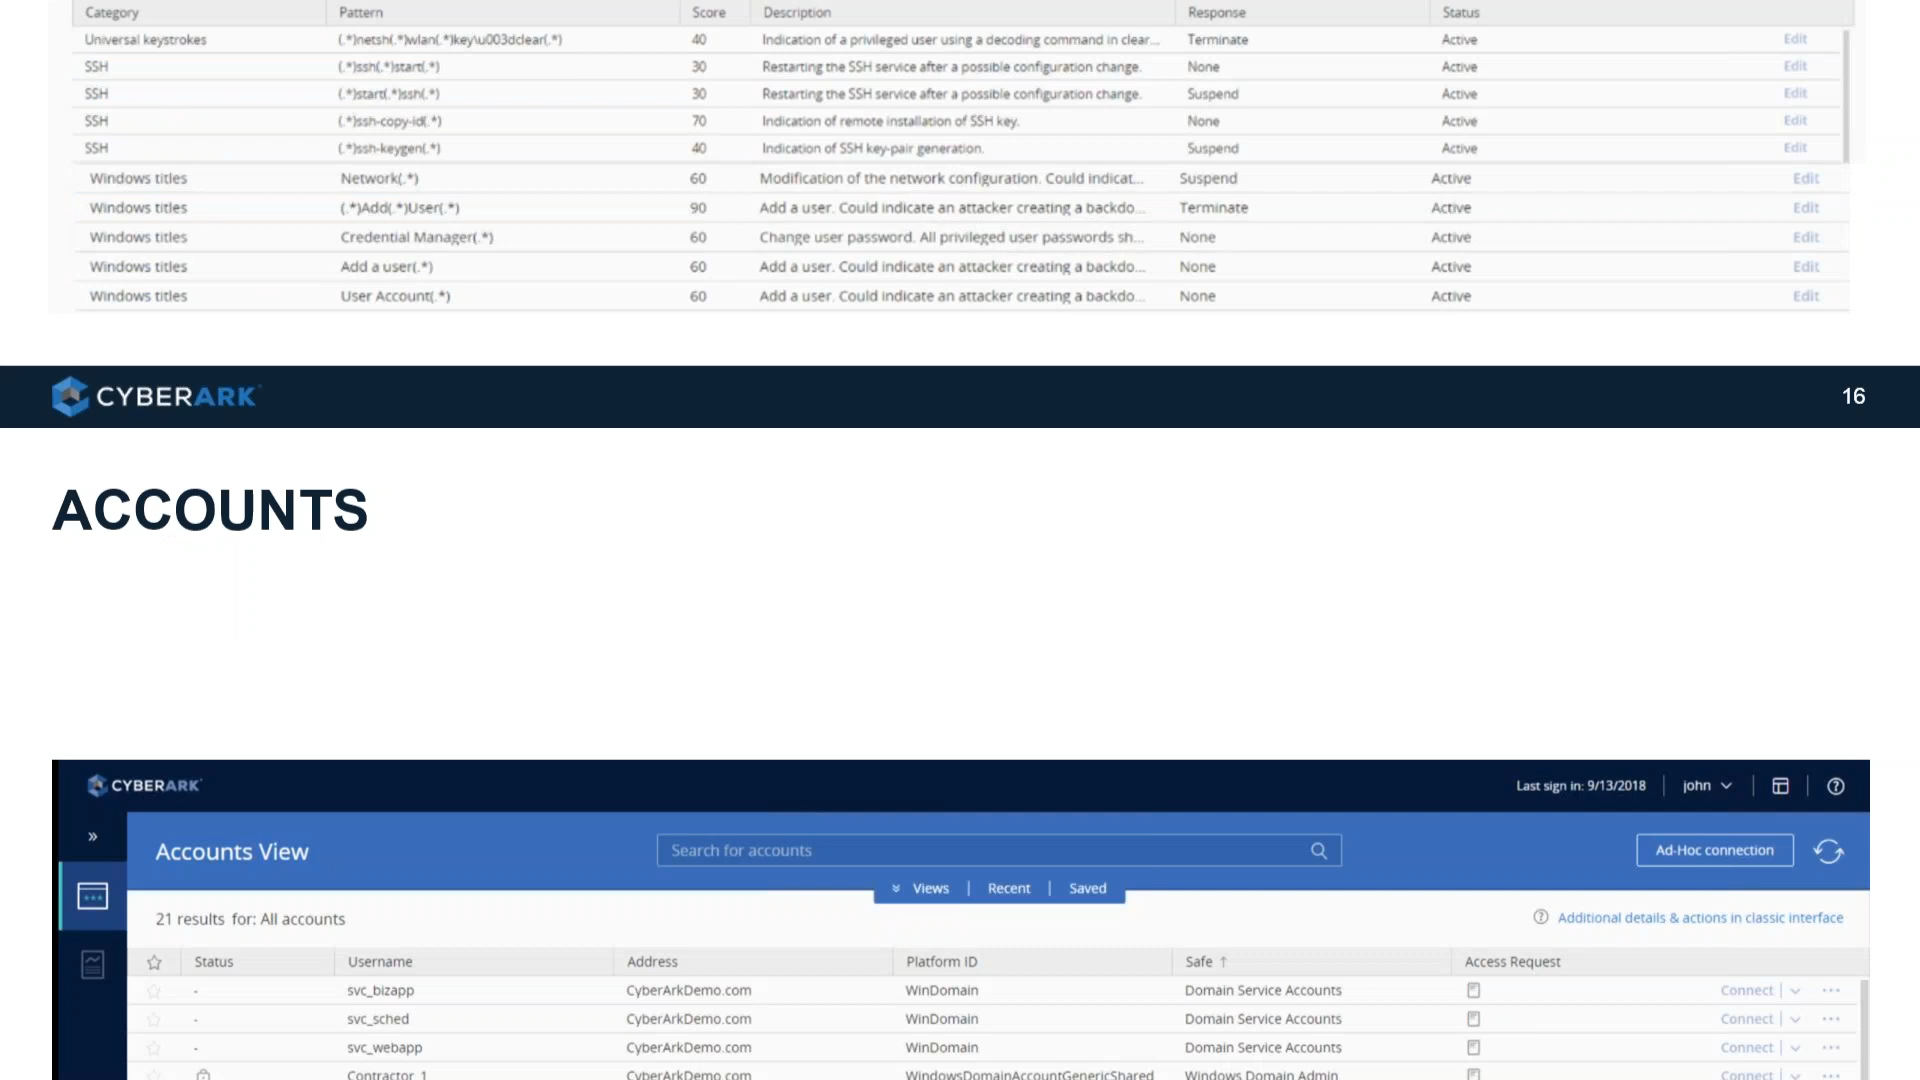 Category Pattern Score Description Response Status
Universal keystrokes (.*)netsh(.*)wlan(.*)key\u003dclear(.*) 40 Indication of a privileged user using a decoding command in clear... Terminate Active Edit
SSH (.*)ssh(.*)start(.*) 30 Restarting the SSH service after a possible configuration change. None Active Edit
SSH (.*)start(.*)ssh(.*) 30 Restarting the SSH service after a possible configuration change. Suspend Active Edit
SSH (.*)ssh-copy-id(.*) 70 Indication of remote installation of SSH key. None Active Edit
SSH (.*)ssh-keygen(.*) 40 Indication of SSH key-pair generation. Suspend Active Edit
Windows titles Network(.*) 60 Modification of the network configuration. Could indicat... Suspend Active Edit
Windows titles (.*)Add(.*)User(.*) 90 Add a user. Could indicate an attacker creating a backdo... Terminate Active Edit
Windows titles Credential Manager(.*) 60 Change user password. All privileged user passwords sh... None Active Edit
Windows titles Add a user(.*) 60 Add a user. Could indicate an attacker creating a backdo... None Active Edit
Windows titles User Account(.*) 60 Add a user. Could indicate an attacker creating a backdo... None Active Edit
CYBERARK 16
ACCOUNTS
CYBERARK Last sign in: 9/13/2018 john
Accounts View Search for accounts Ad-Hoc connection
Views Recent Saved
21 results for: All accounts Additional details & actions in classic interface
Status Username Address Platform ID Safe ↑ Access Request
- svc_bizapp CyberArkDemo.com WinDomain Domain Service Accounts Connect ...
- svc_sched CyberArkDemo.com WinDomain Domain Service Accounts Connect ...
- svc_webapp CyberArkDemo.com WinDomain Domain Service Accounts Connect ...
Contractor_1 CyberArkDemo.com WindowsDomainAccountGenericShared Windows Domain Admin Connect ...